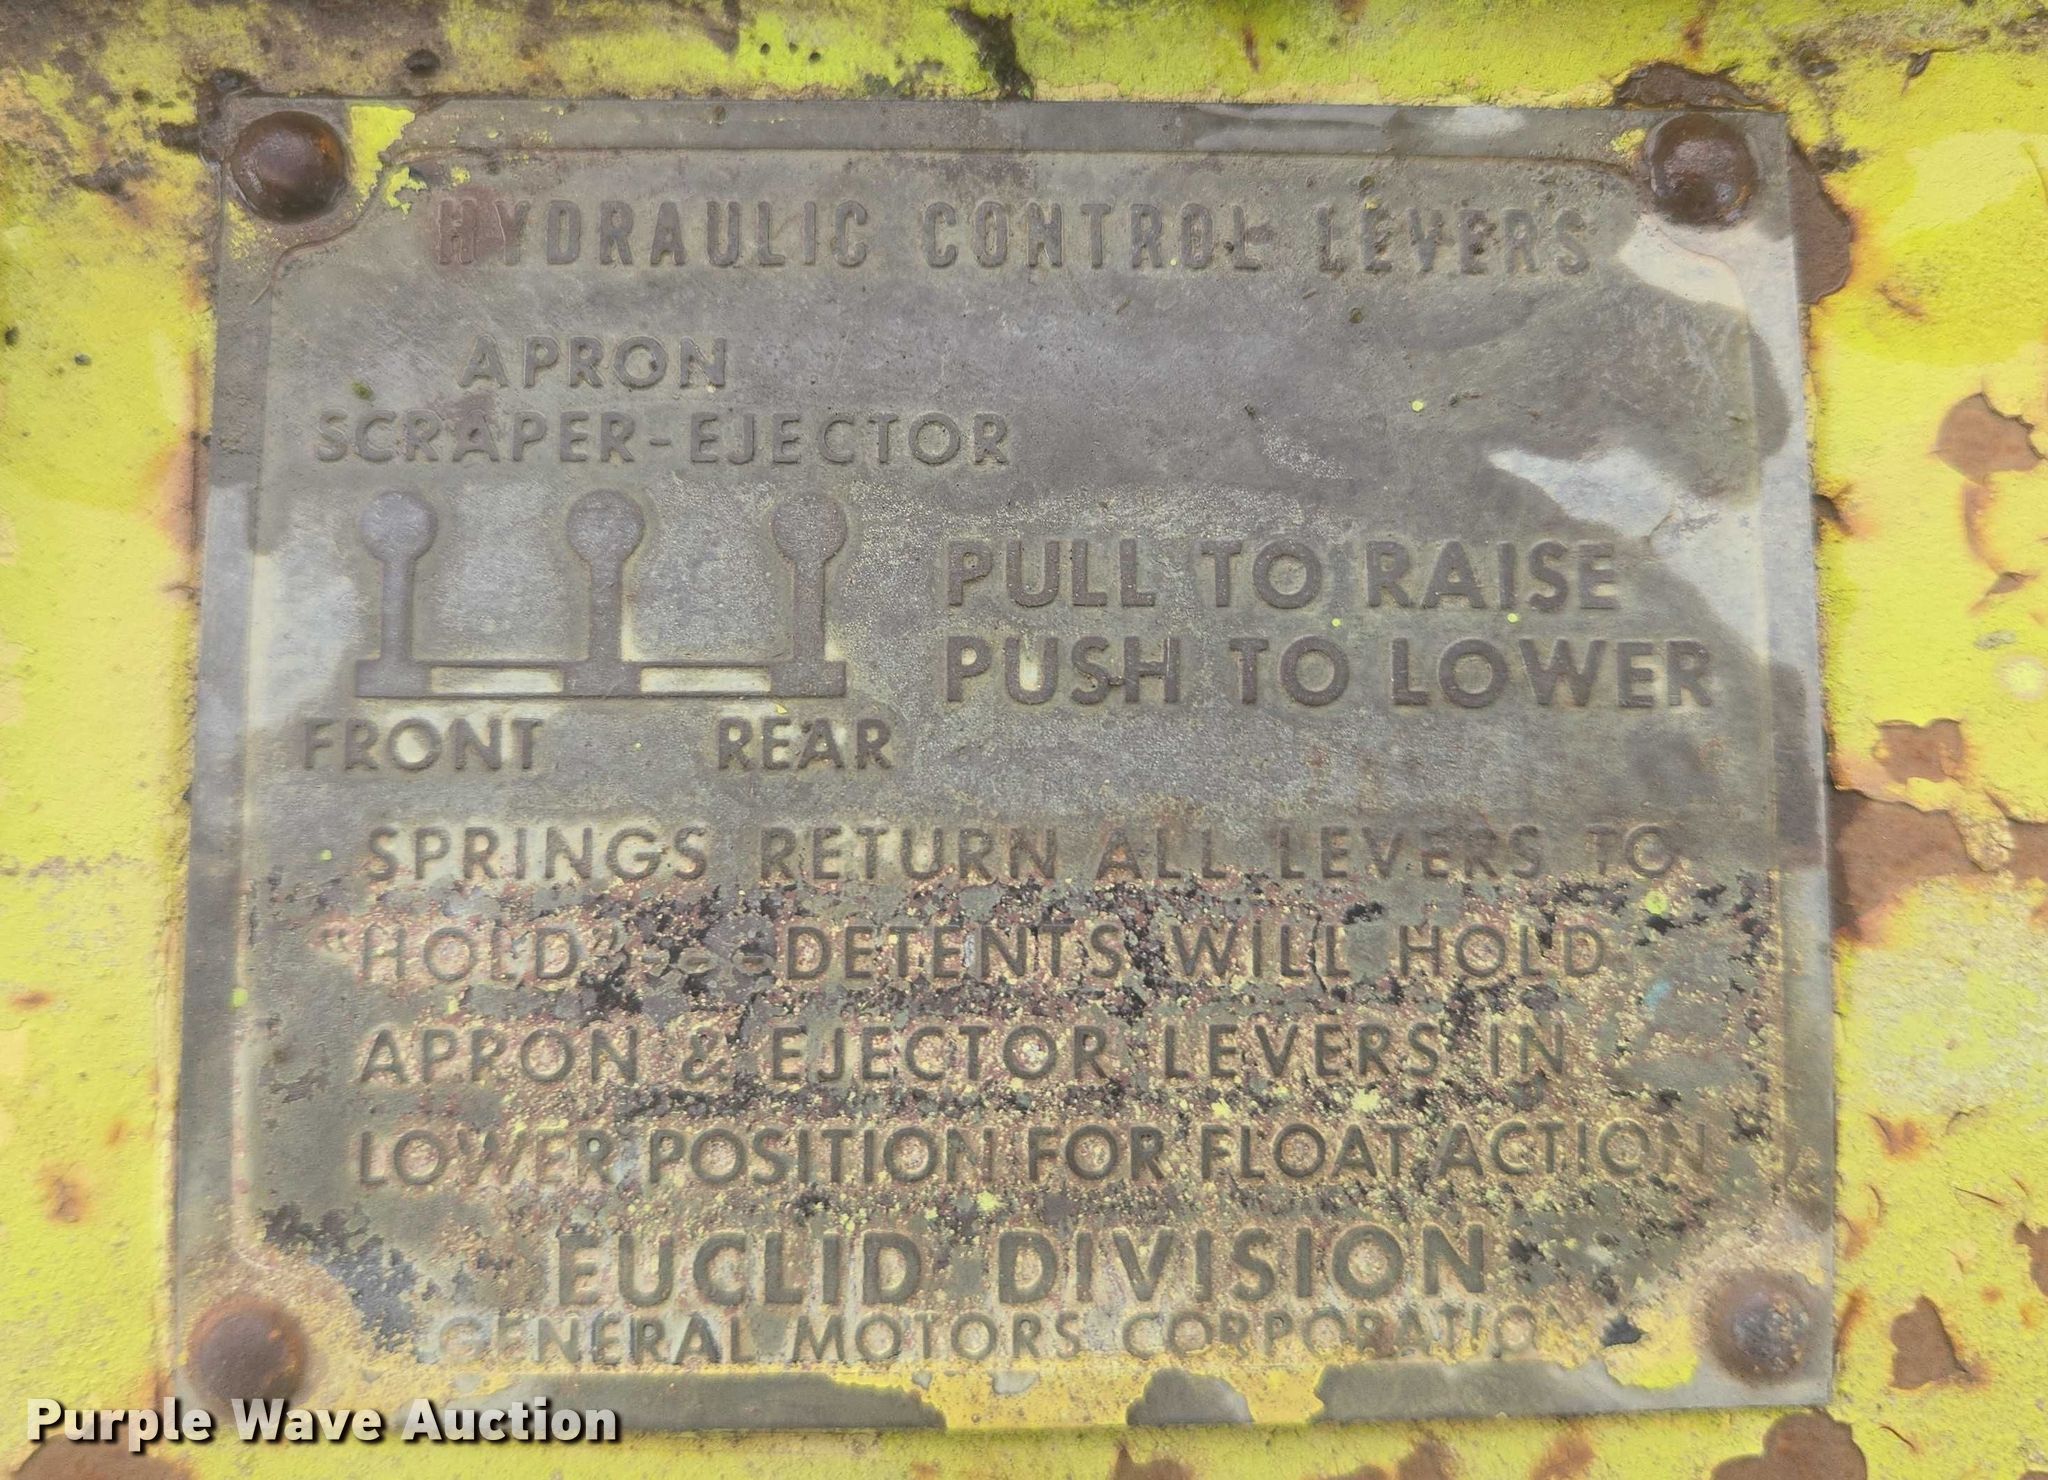 HYDRAULIC CONTROL LEVERS
APRON
SCRAPER-EJECTOR
PULL TO RAISE
PUSH TO LOWER
FRONT REAR
SPRINGS RETURN ALL LEVERS TO
"HOLD"---DETENTS WILL HOLD
APRON & EJECTOR LEVERS IN
LOWER POSITION FOR FLOAT ACTION
EUCLID DIVISION
GENERAL MOTORS CORPORATION
Purple Wave Auction